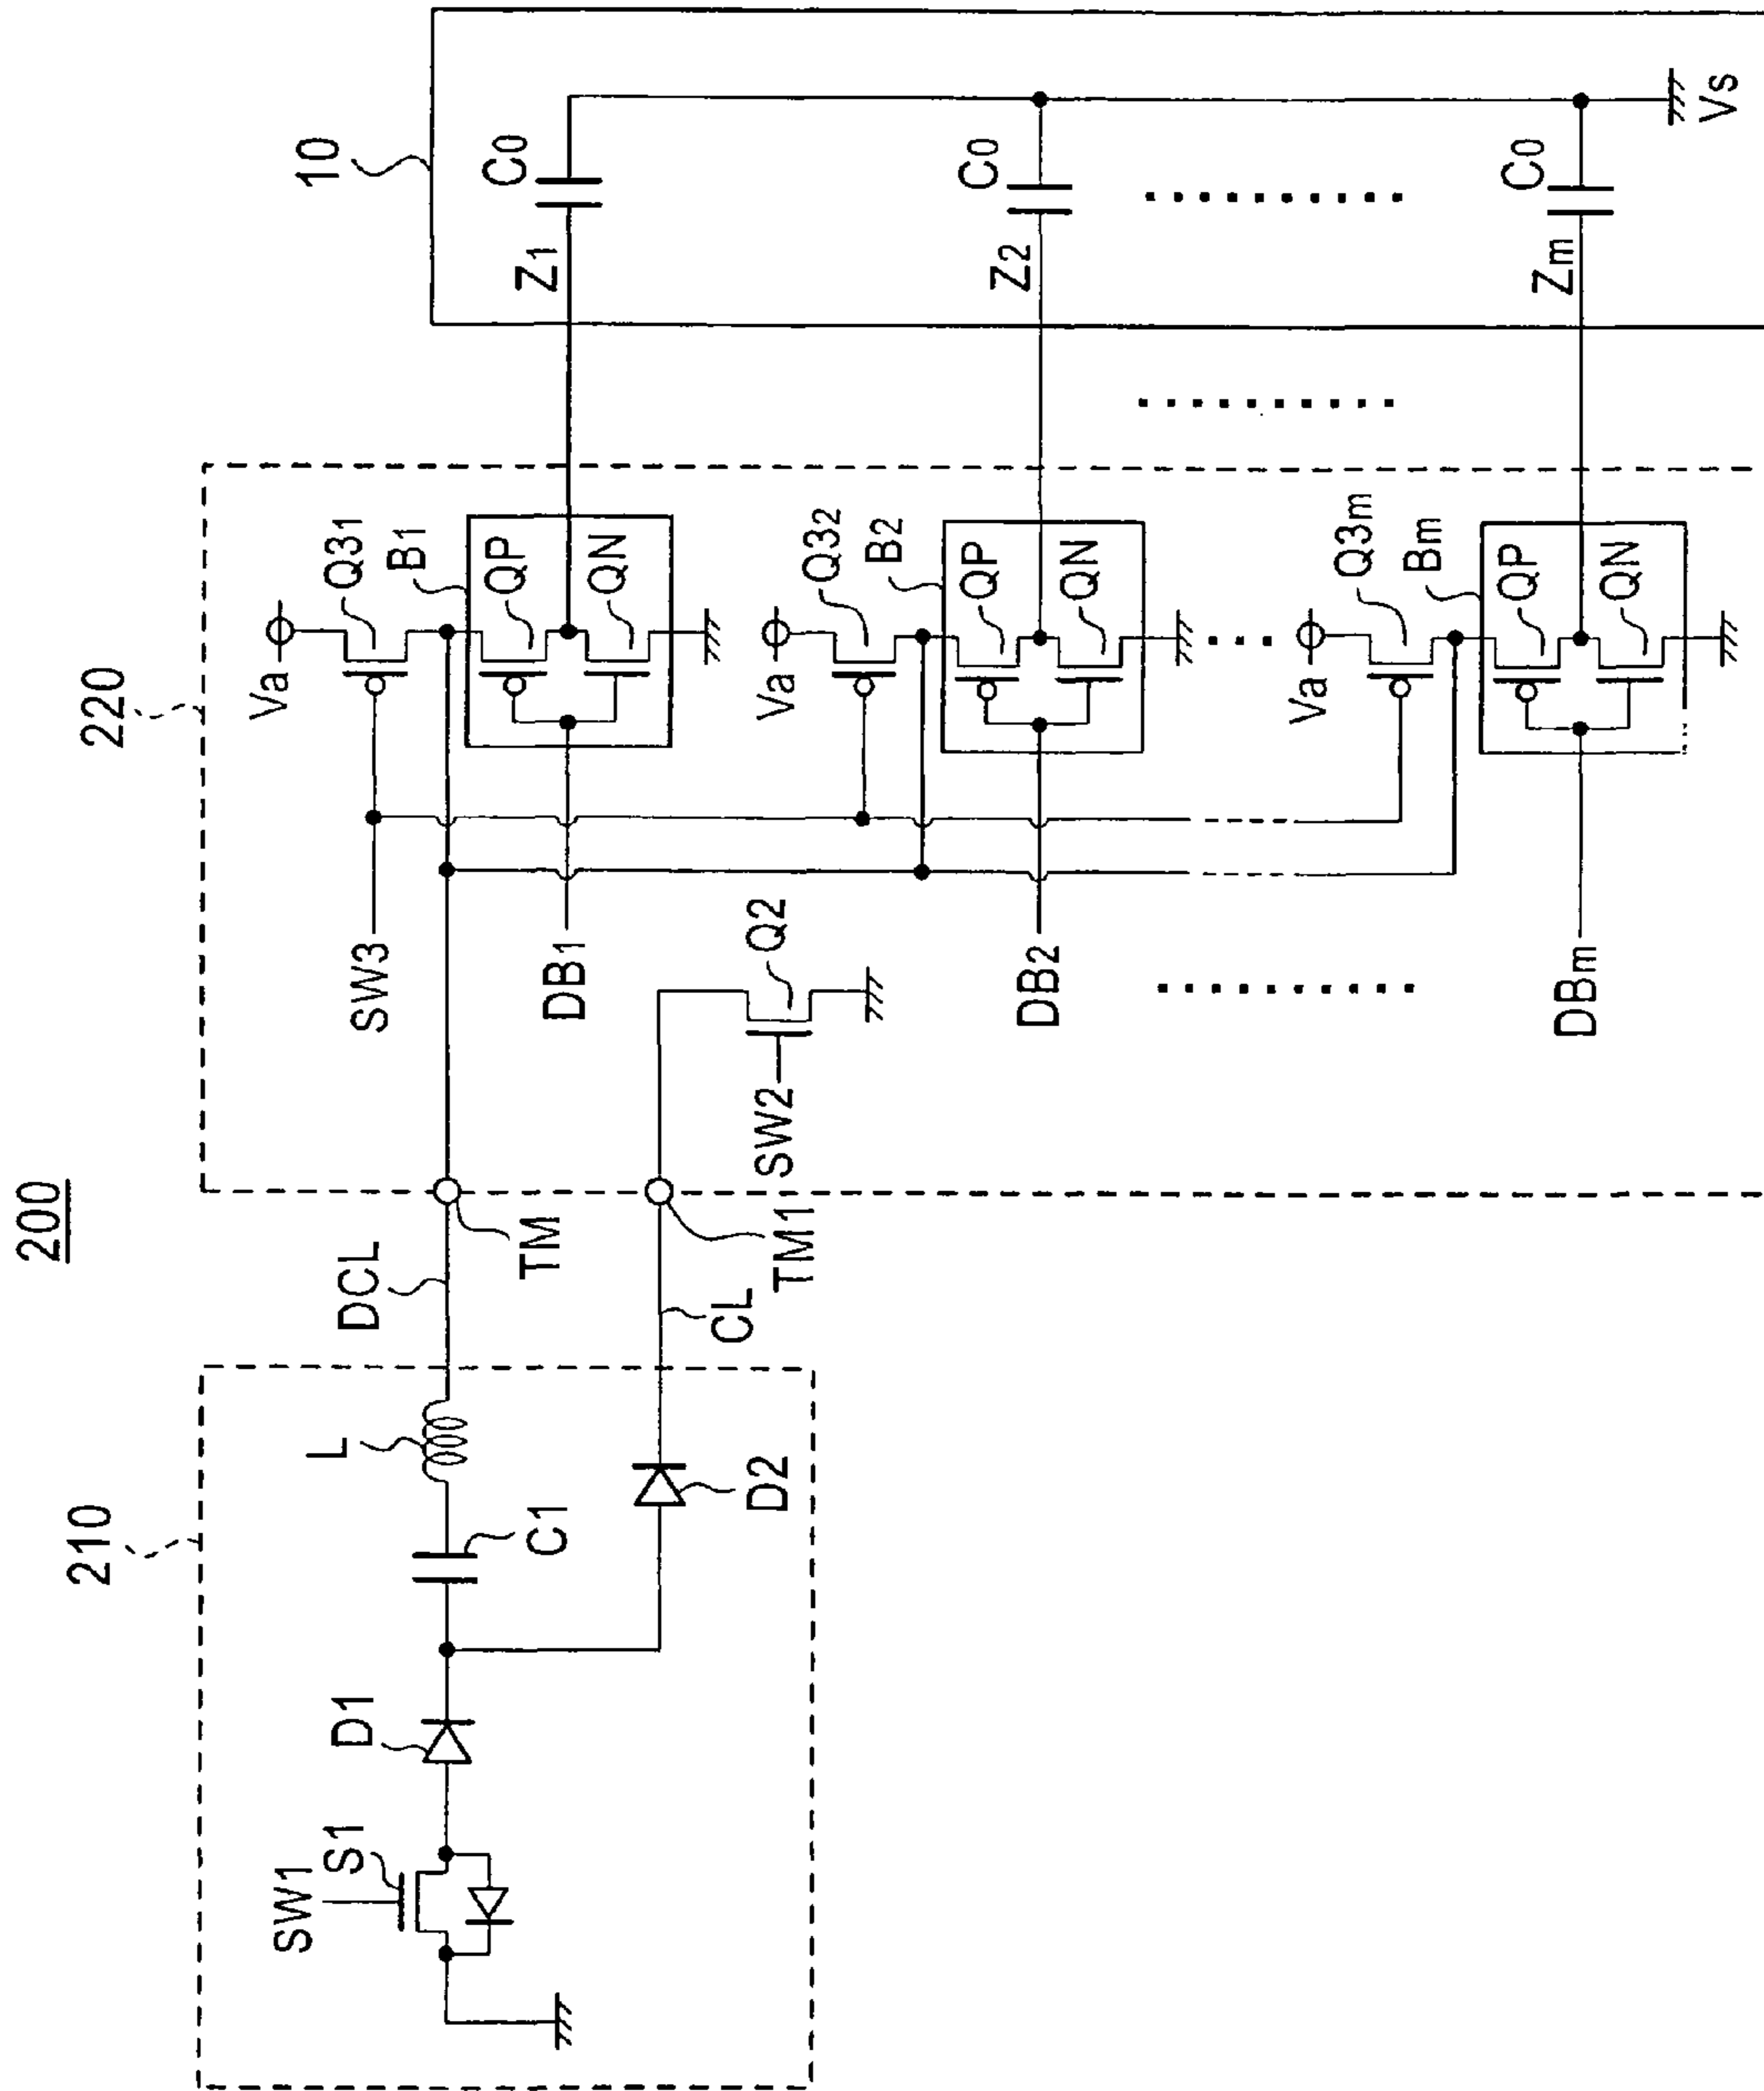 200
210
220
10
SW1
S1
D1
C1
L
D2
DCL
TM
CL
TM1
SW3
DB1
SW2
Q2
DB2
DBm
Va
Q31
B1
QP
QN
Va
Q32
B2
QP
QN
Va
Q3m
Bm
QP
QN
Z1
C0
Z2
C0
Zm
C0
Vs